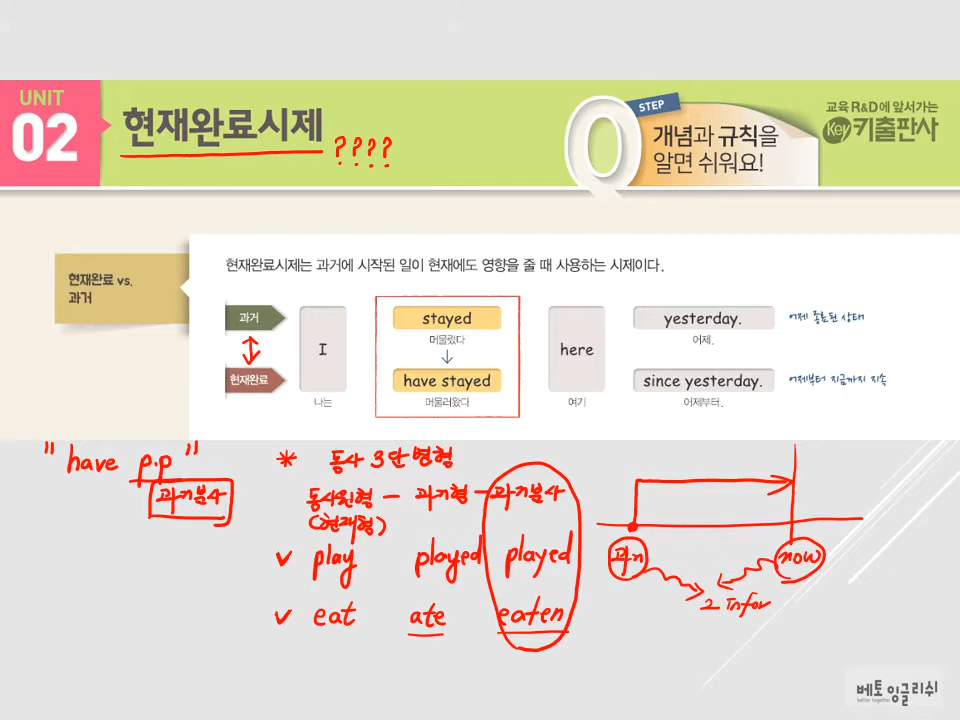 UNIT
02
현재완료시제
????
STEP
개념과 규칙을
알면 쉬워요!
교육 R&D에 앞서가는
Key 키출판사
현재완료 vs.
과거
현재완료시제는 과거에 시작된 일이 현재에도 영향을 줄 때 사용하는 시제이다.
과거
I
stayed
here
yesterday.
어제 종료된 상태
머물렀다
어제.
현재완료
have stayed
since yesterday.
어제부터 지금까지 지속
나는
머물러왔다
여기
어제부터.
"have p.p"
과거분사
* 동사 3단변형
동사원형 - 과거형 - 과거분사
(현재형)
✓ play played played
✓ eat ate eaten
과거
now
2 Infor
베토잉글리쉬
better together